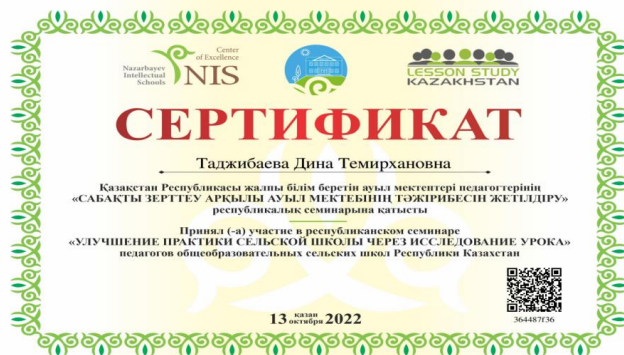 Nazarbayev
Intellectual
Schools
NIS
Center
of Excellence
LESSON STUDY
KAZAKHSTAN
СЕРТИФИКАТ
Таджибаева Дина Темирхановна
Қазақстан Республикасы жалпы білім беретін ауыл мектептері педагогтерінің
«САБАҚТЫ ЗЕРТТЕУ АРҚЫЛЫ АУЫЛ МЕКТЕБІНІҢ ТӘЖІРИБЕСІН ЖЕТІЛДІРУ»
республикалық семинарына қатысты
Принял (-а) участие в республиканском семинаре
«УЛУЧШЕНИЕ ПРАКТИКИ СЕЛЬСКОЙ ШКОЛЫ ЧЕРЕЗ ИССЛЕДОВАНИЕ УРОКА»
педагогов общеобразовательных сельских школ Республики Казахстан
13 қазан октября 2022
364487f36